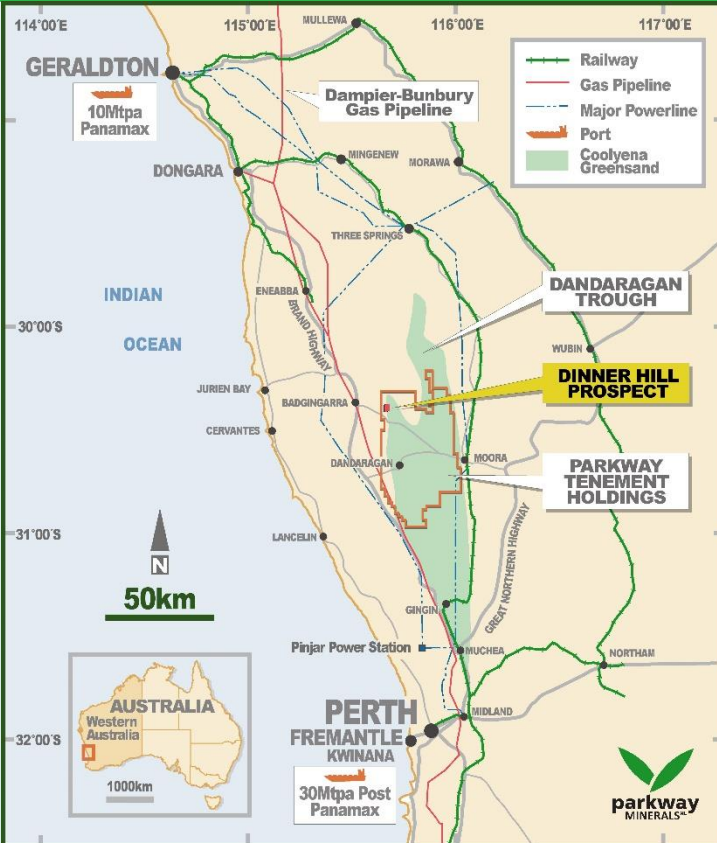 114°00'E
115°00'E
116°00'E
117°00'E
MULLEWA
GERALDTON
10Mtpa
Panamax
Dampier-Bunbury
Gas Pipeline
Railway
Gas Pipeline
Major Powerline
Port
Coolyena
Greensand
DONGARA
MINGENEW
MORAWA
THREE SPRINGS
ENEABBA
BRAND HIGHWAY
INDIAN
OCEAN
DANDARAGAN
TROUGH
30°00'S
WUBIN
DINNER HILL
PROSPECT
JURIEN BAY
BADGINGARRA
CERVANTES
DANDARAGAN
MOORA
PARKWAY
TENEMENT
HOLDINGS
31°00'S
LANCELIN
GREAT NORTHERN HIGHWAY
N
50km
GINGIN
Pinjar Power Station
MUCHEA
NORTHAM
AUSTRALIA
Western
Australia
1000km
PERTH
MIDLAND
FREMANTLE
KWINANA
32°00'S
30Mtpa Post
Panamax
parkway
MINERALS